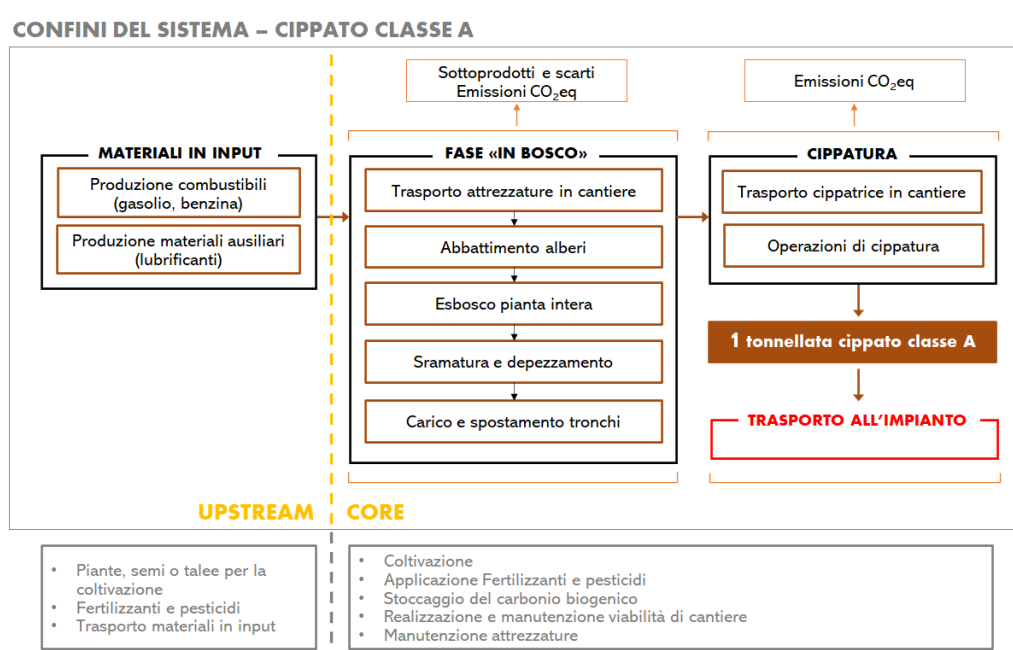 CONFINI DEL SISTEMA – CIPPATO CLASSE A
Sottoprodotti e scarti
Emissioni CO₂eq
Emissioni CO₂eq
MATERIALI IN INPUT
Produzione combustibili
(gasolio, benzina)
Produzione materiali ausiliari
(lubrificanti)
FASE «IN BOSCO»
Trasporto attrezzature in cantiere
Abbattimento alberi
Esbosco pianta intera
Sramatura e depezzamento
Carico e spostamento tronchi
CIPPATURA
Trasporto cippatrice in cantiere
Operazioni di cippatura
1 tonnellata cippato classe A
TRASPORTO ALL'IMPIANTO
UPSTREAM
CORE
• Piante, semi o talee per la
coltivazione
• Fertilizzanti e pesticidi
• Trasporto materiali in input
• Coltivazione
• Applicazione Fertilizzanti e pesticidi
• Stoccaggio del carbonio biogenico
• Realizzazione e manutenzione viabilità di cantiere
• Manutenzione attrezzature